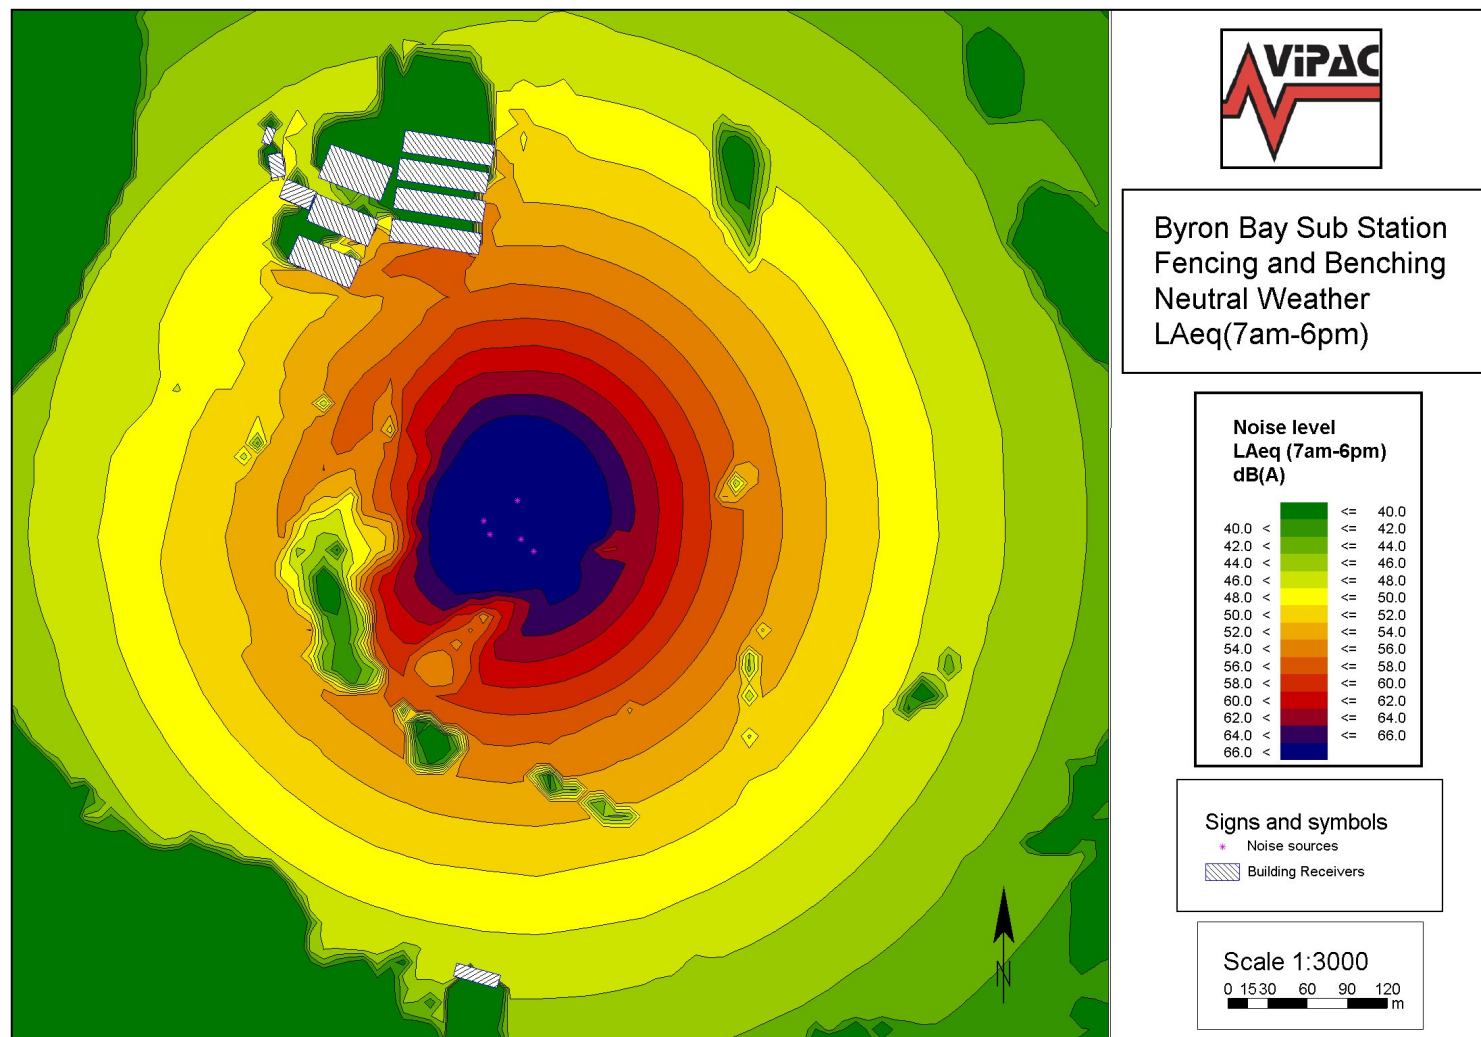 ViPAC
Byron Bay Sub Station
Fencing and Benching
Neutral Weather
LAeq(7am-6pm)
Noise level
LAeq (7am-6pm)
dB(A)
<= 40.0
40.0 < <= 42.0
42.0 < <= 44.0
44.0 < <= 46.0
46.0 < <= 48.0
48.0 < <= 50.0
50.0 < <= 52.0
52.0 < <= 54.0
54.0 < <= 56.0
56.0 < <= 58.0
58.0 < <= 60.0
60.0 < <= 62.0
62.0 < <= 64.0
64.0 < <= 66.0
66.0 <
Signs and symbols
Noise sources
Building Receivers
N
Scale 1:3000
0 15 30 60 90 120
m